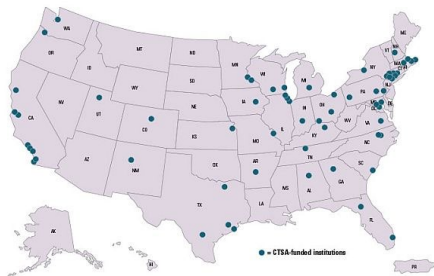 WA
OR
CA
NV
ID
MT
WY
UT
AZ
CO
NM
ND
SD
NE
KS
OK
TX
MN
IA
MO
AR
LA
WI
IL
MI
IN
OH
KY
TN
MS
AL
GA
FL
SC
NC
VA
WV
PA
NY
VT
NH
ME
MA
CT
RI
NJ
DE
MD
DC
AK
HI
PR
= CTSA-funded institutions